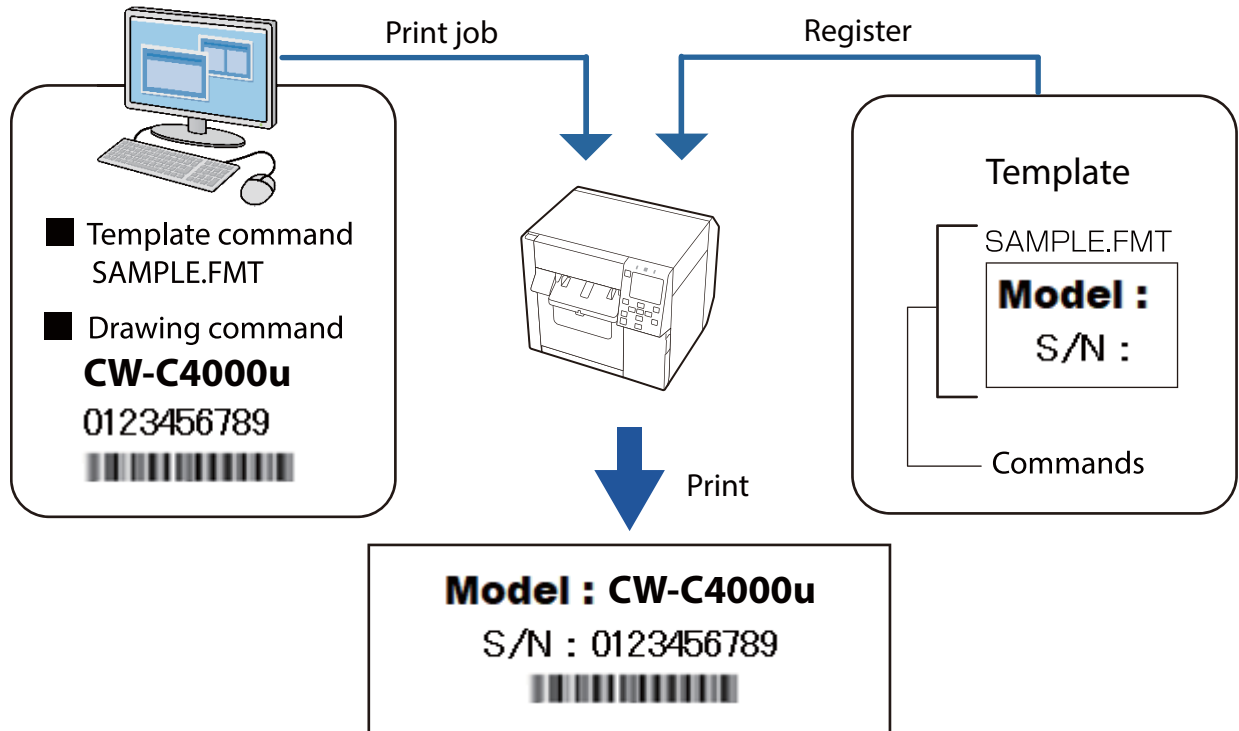 Print job
Register
Template command
SAMPLE.FMT
Drawing command
CW-C4000u
0123456789
Template
SAMPLE.FMT
Model :
S/N :
Commands
Print
Model : CW-C4000u
S/N : 0123456789